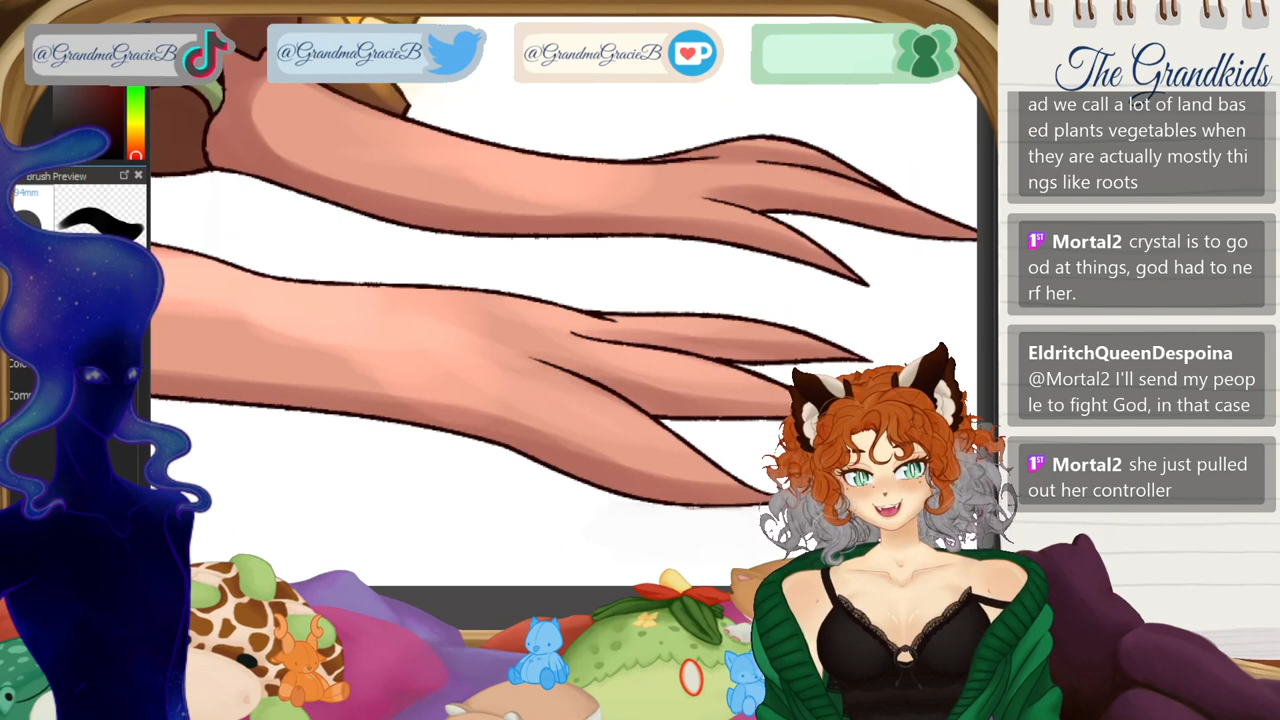 @GrandmaGracieB
@GrandmaGracieB
@GrandmaGracieB
The Grandkids
Brush Preview
94mm
ad we call a lot of land bas
ed plants vegetables when
they are actually mostly thi
ngs like roots
1ST Mortal2 crystal is to go
od at things, god had to ne
rf her.
EldritchQueenDespoina
@Mortal2 I'll send my peop
le to fight God, in that case
1ST Mortal2 she just pulled
out her controller